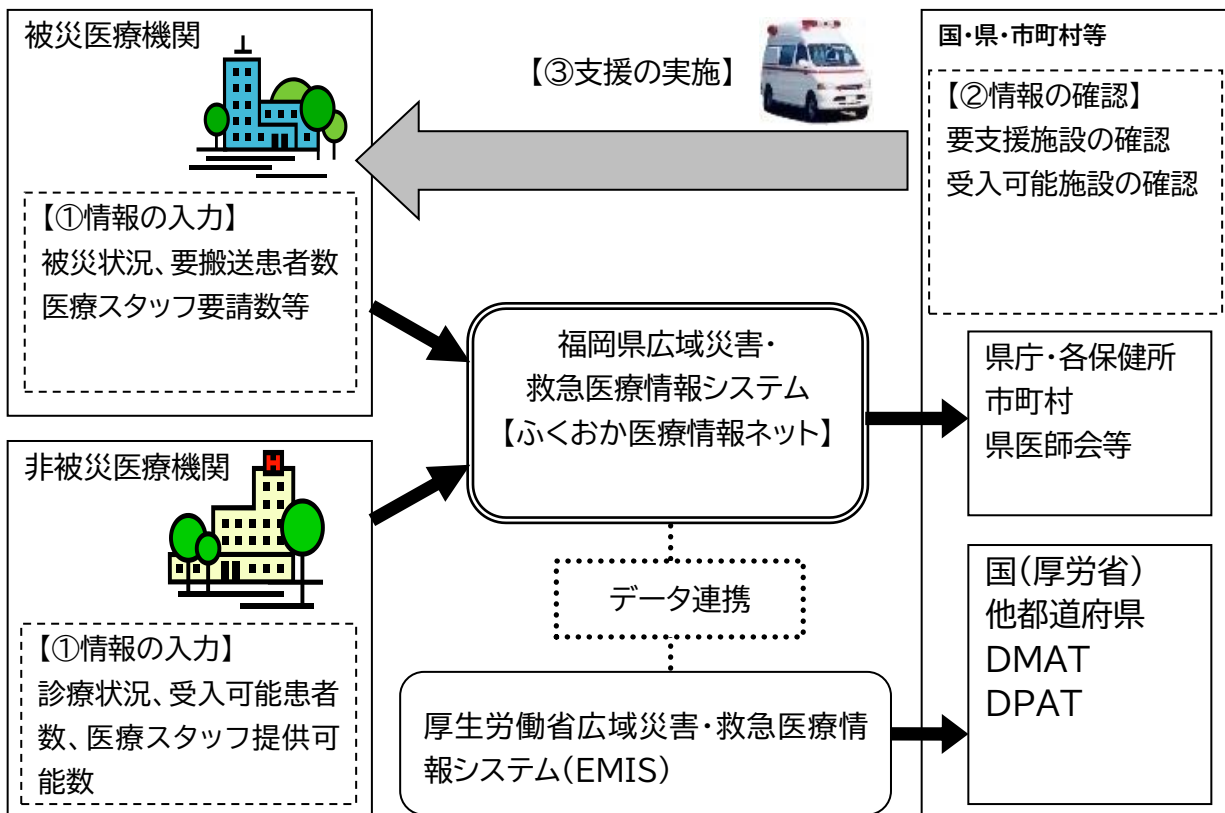 被災医療機関
【①情報の入力】
被災状況、要搬送患者数
医療スタッフ要請数等
【③支援の実施】
国・県・市町村等
【②情報の確認】
要支援施設の確認
受入可能施設の確認
福岡県広域災害・
救急医療情報システム
【ふくおか医療情報ネット】
県庁・各保健所
市町村
県医師会等
非被災医療機関
H
【①情報の入力】
診療状況、受入可能患者
数、医療スタッフ提供可
能数
データ連携
厚生労働省広域災害・救急医療情
報システム(EMIS)
国(厚労省)
他都道府県
DMAT
DPAT